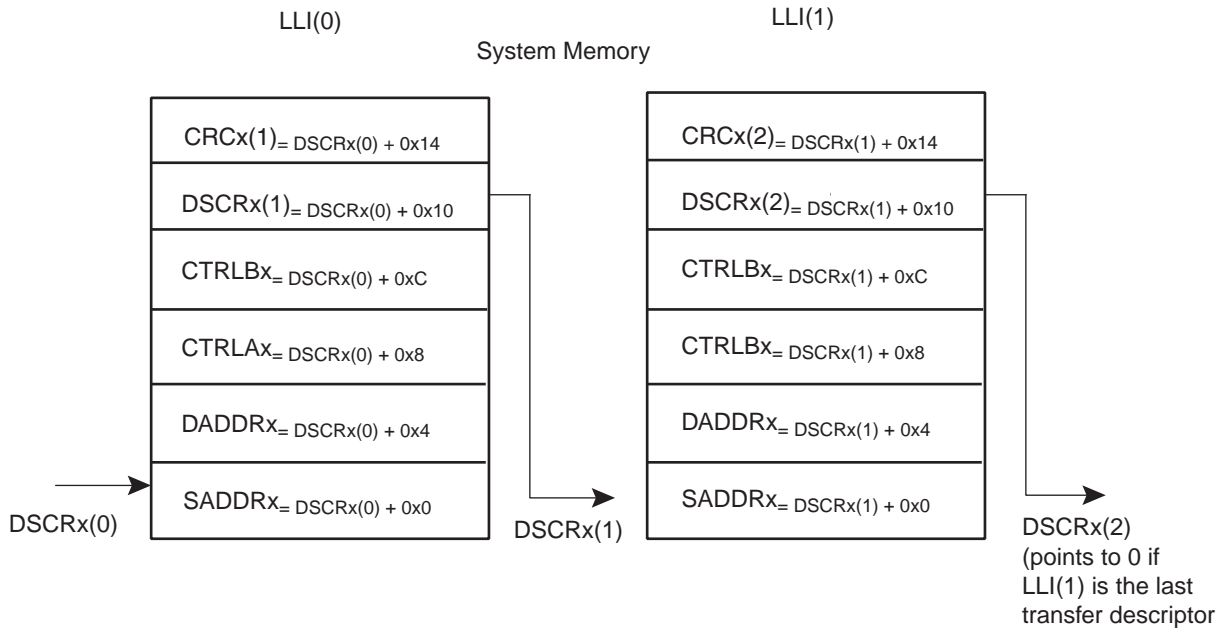 LLI(0)
LLI(1)
System Memory
CRCx(1)= DSCRx(0) + 0x14
DSCRx(1)= DSCRx(0) + 0x10
CTRLBx= DSCRx(0) + 0xC
CTRLAx= DSCRx(0) + 0x8
DADDRx= DSCRx(0) + 0x4
SADDRx= DSCRx(0) + 0x0
DSCRx(0)
DSCRx(1)
CRCx(2)= DSCRx(1) + 0x14
DSCRx(2)= DSCRx(1) + 0x10
CTRLBx= DSCRx(1) + 0xC
CTRLBx= DSCRx(1) + 0x8
DADDRx= DSCRx(1) + 0x4
SADDRx= DSCRx(1) + 0x0
DSCRx(2)
(points to 0 if
LLI(1) is the last
transfer descriptor